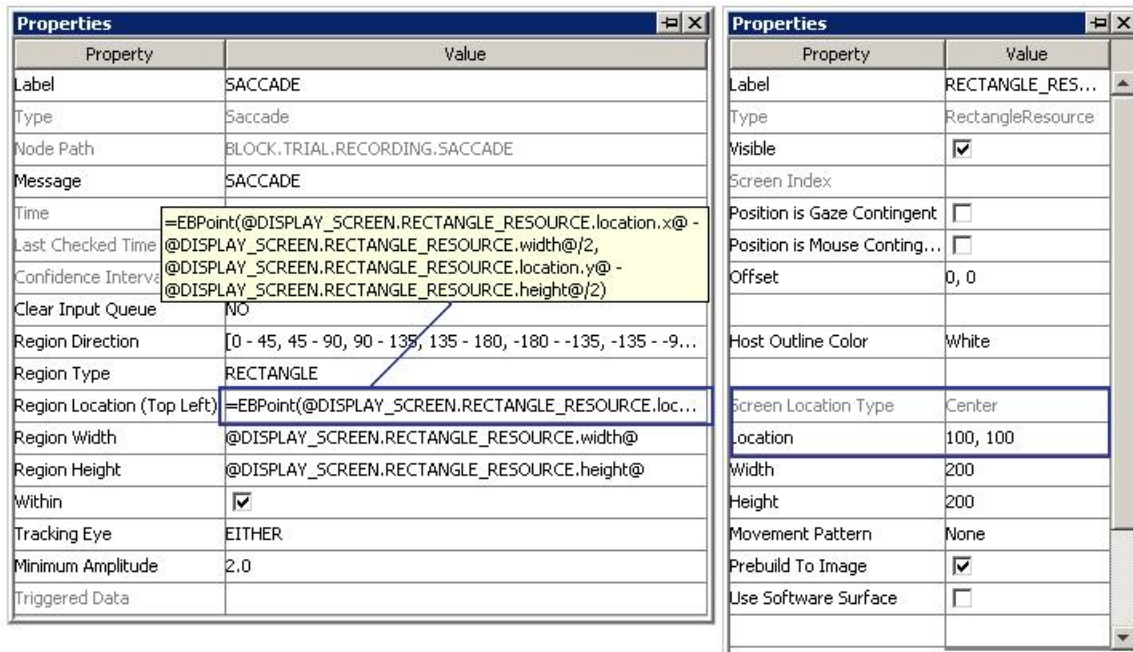 Properties
Property Value
Label SACCADE
Type Saccade
Node Path BLOCK.TRIAL.RECORDING.SACCADE
Message SACCADE
Time
Last Checked Time
Confidence Interva
=EBPoint(@DISPLAY_SCREEN.RECTANGLE_RESOURCE.location.x@ -
@DISPLAY_SCREEN.RECTANGLE_RESOURCE.width@/2,
@DISPLAY_SCREEN.RECTANGLE_RESOURCE.location.y@ -
@DISPLAY_SCREEN.RECTANGLE_RESOURCE.height@/2)
Clear Input Queue NO
Region Direction [0 - 45, 45 - 90, 90 - 135, 135 - 180, -180 - -135, -135 - -9...
Region Type RECTANGLE
Region Location (Top Left) =EBPoint(@DISPLAY_SCREEN.RECTANGLE_RESOURCE.loc...
Region Width @DISPLAY_SCREEN.RECTANGLE_RESOURCE.width@
Region Height @DISPLAY_SCREEN.RECTANGLE_RESOURCE.height@
Within
Tracking Eye EITHER
Minimum Amplitude 2.0
Triggered Data
Properties
Property Value
Label RECTANGLE_RES...
Type RectangleResource
Visible
Screen Index
Position is Gaze Contingent
Position is Mouse Conting...
Offset 0, 0
Host Outline Color White
Screen Location Type Center
Location 100, 100
Width 200
Height 200
Movement Pattern None
Prebuild To Image
Use Software Surface